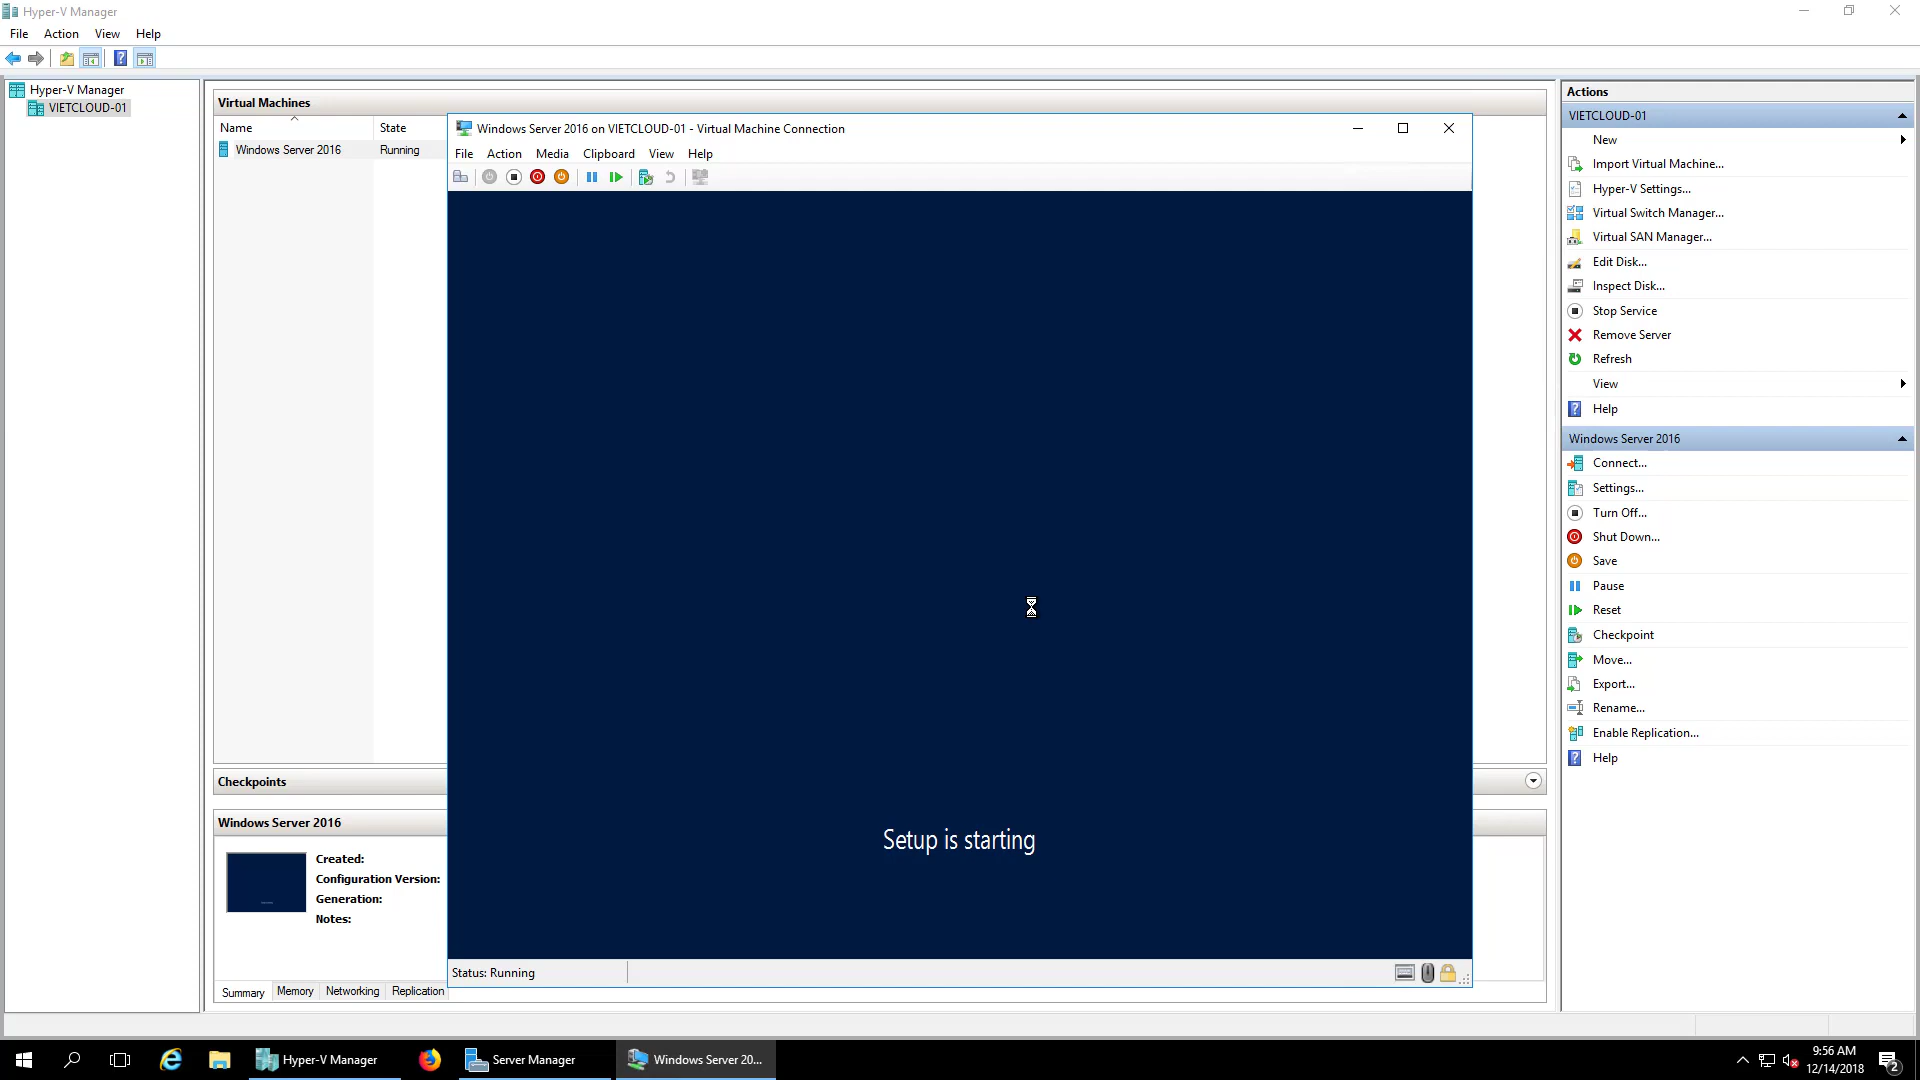 Hyper-V Manager
File Action View Help
Hyper-V Manager
VIETCLOUD-01
Virtual Machines
Name State
Windows Server 2016 Running
Windows Server 2016 on VIETCLOUD-01 - Virtual Machine Connection
File Action Media Clipboard View Help
Setup is starting
Status: Running
Checkpoints
Windows Server 2016
Created:
Configuration Version:
Generation:
Notes:
Summary Memory Networking Replication
Actions
VIETCLOUD-01
New
Import Virtual Machine...
Hyper-V Settings...
Virtual Switch Manager...
Virtual SAN Manager...
Edit Disk...
Inspect Disk...
Stop Service
Remove Server
Refresh
View
Help
Windows Server 2016
Connect...
Settings...
Turn Off...
Shut Down...
Save
Pause
Reset
Checkpoint
Move...
Export...
Rename...
Enable Replication...
Help
Hyper-V Manager
Server Manager
Windows Server 20...
9:56 AM
12/14/2018
2